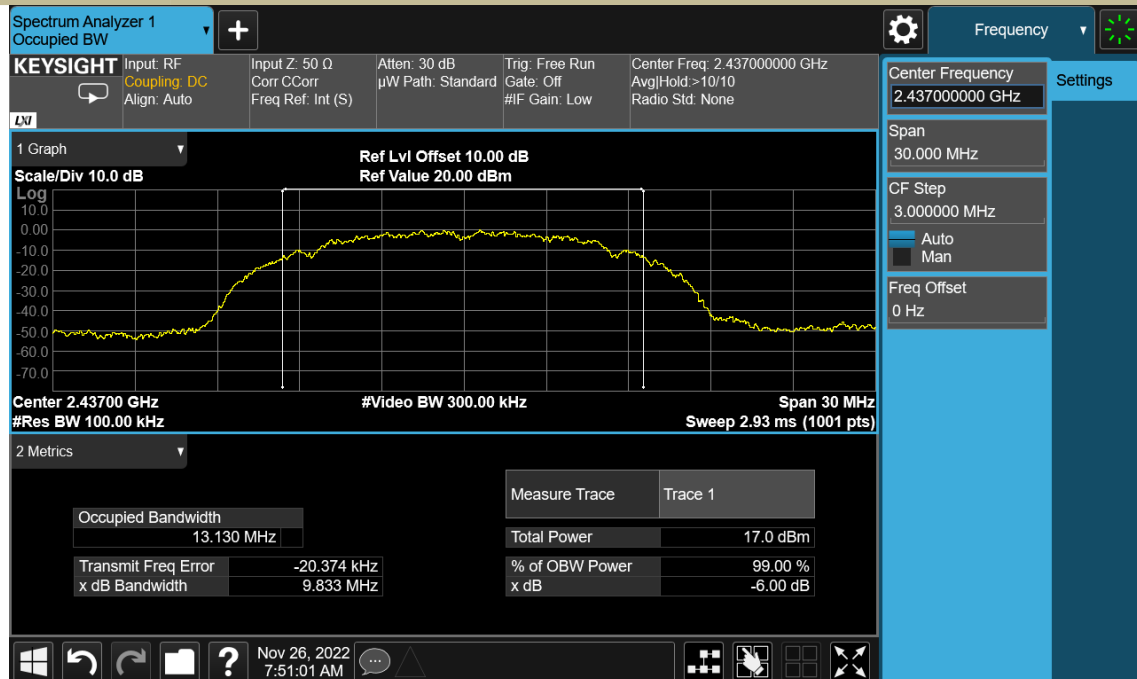 Spectrum Analyzer 1
Occupied BW
+
Frequency
KEYSIGHT
LXI
Input: RF
Coupling: DC
Align: Auto
Input Z: 50 Ω
Corr CCorr
Freq Ref: Int (S)
Atten: 30 dB
µW Path: Standard
Trig: Free Run
Gate: Off
#IF Gain: Low
Center Freq: 2.437000000 GHz
Avg|Hold:>10/10
Radio Std: None
Center Frequency
2.437000000 GHz
Settings
Span
30.000 MHz
CF Step
3.000000 MHz
Auto
Man
Freq Offset
0 Hz
1 Graph
Scale/Div 10.0 dB
Ref Lvl Offset 10.00 dB
Ref Value 20.00 dBm
Log
10.0
0.00
-10.0
-20.0
-30.0
-40.0
-50.0
-60.0
-70.0
Center 2.43700 GHz
#Video BW 300.00 kHz
Span 30 MHz
#Res BW 100.00 kHz
Sweep 2.93 ms (1001 pts)
2 Metrics
Measure Trace Trace 1
Occupied Bandwidth
13.130 MHz
Total Power 17.0 dBm
Transmit Freq Error -20.374 kHz
% of OBW Power 99.00 %
x dB Bandwidth 9.833 MHz
x dB -6.00 dB
?
Nov 26, 2022
7:51:01 AM